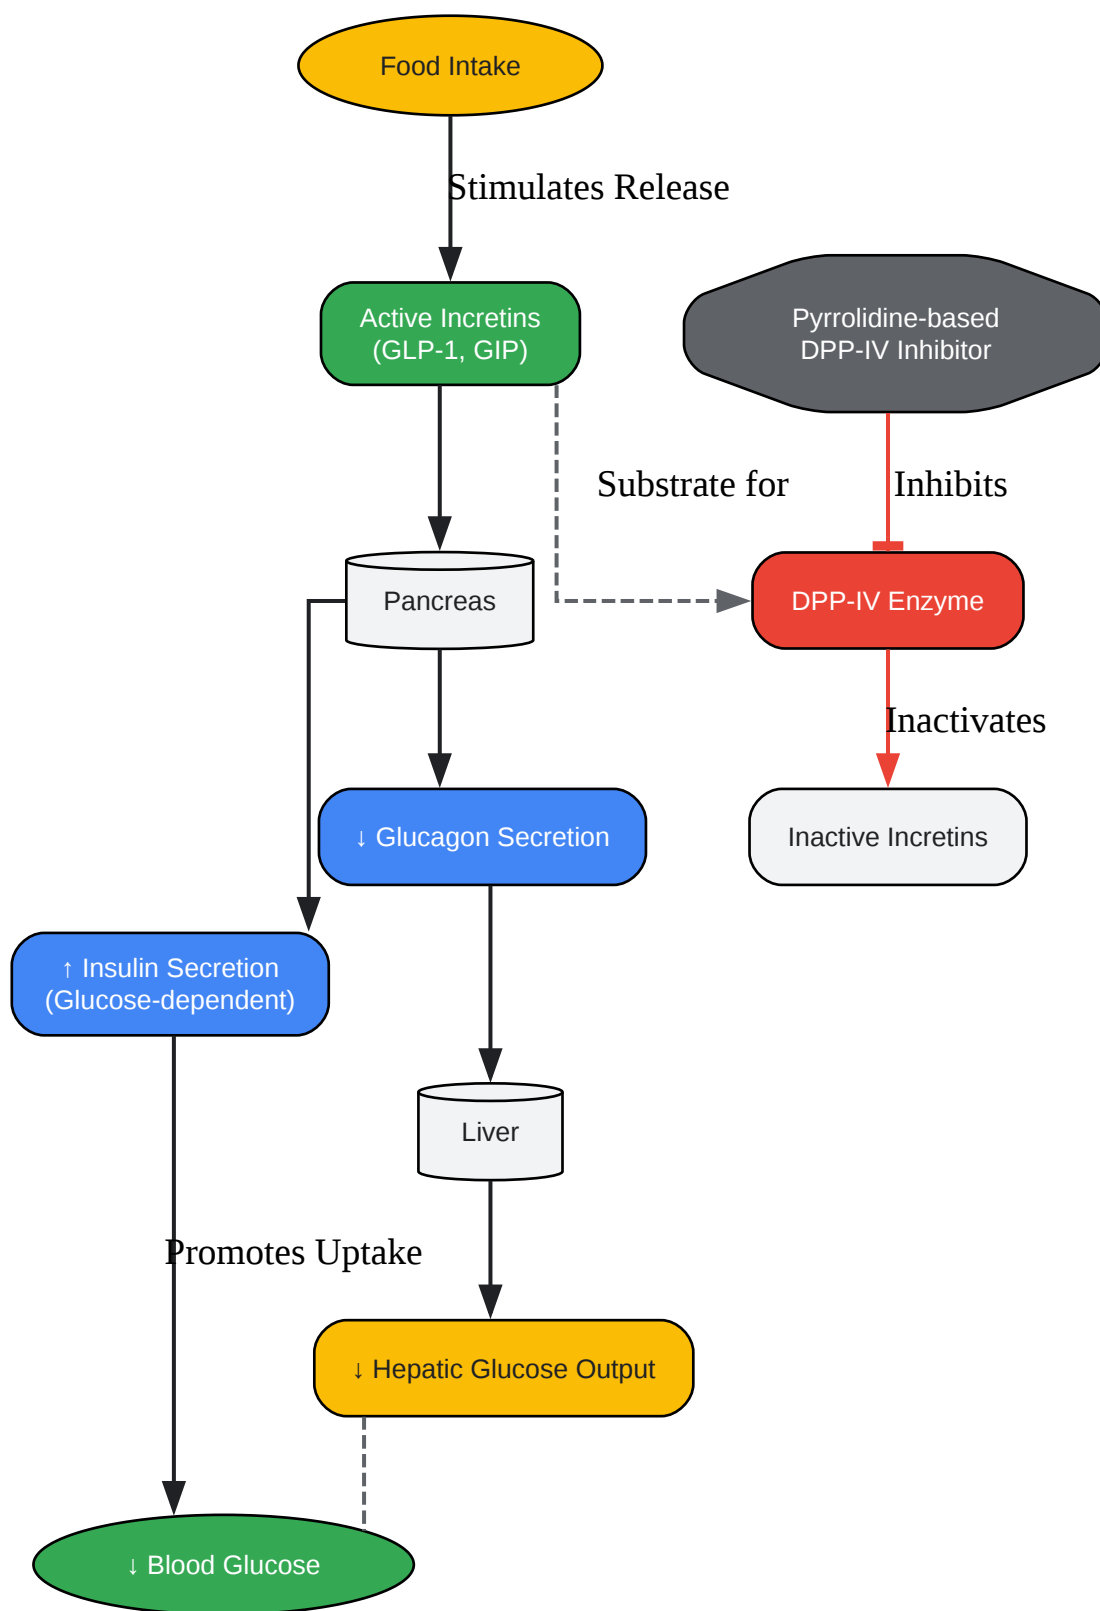 Food Intake
Stimulates Release
Active Incretins
(GLP-1, GIP)
Pyrrolidine-based
DPP-IV Inhibitor
Substrate for
Inhibits
Pancreas
DPP-IV Enzyme
Inactivates
↓ Glucagon Secretion
Inactive Incretins
↑ Insulin Secretion
(Glucose-dependent)
Liver
Promotes Uptake
↓ Hepatic Glucose Output
↓ Blood Glucose